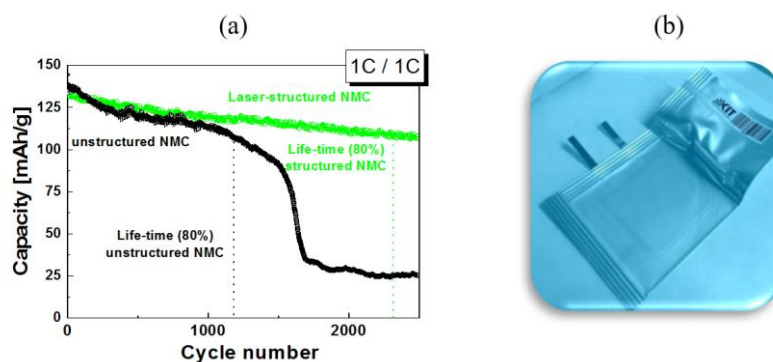 (a)
(b)
1C / 1C
Laser-structured NMC
unstructured NMC
Life-time (80%)
structured NMC
Life-time (80%)
unstructured NMC
Capacity [mAh/g]
150
125
100
75
50
25
0
0
1000
2000
Cycle number
KIT